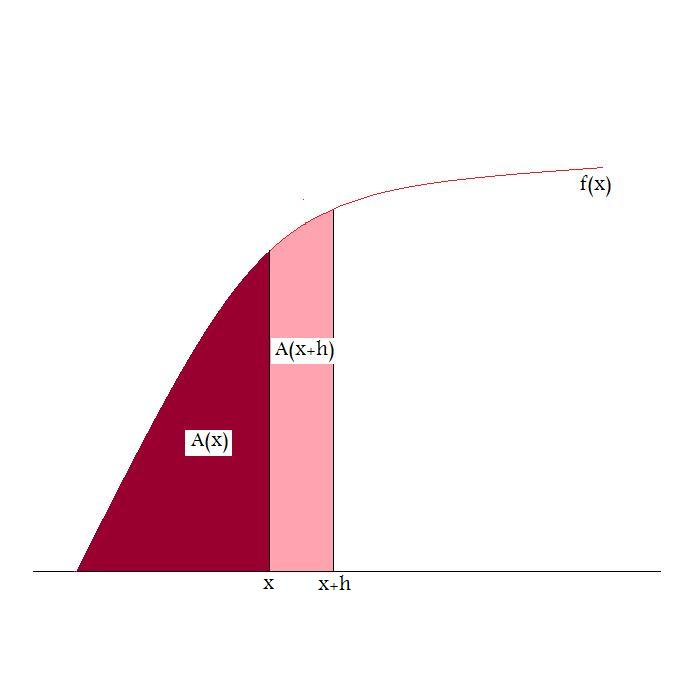 f(x)
A(x+h)
A(x)
x
x+h